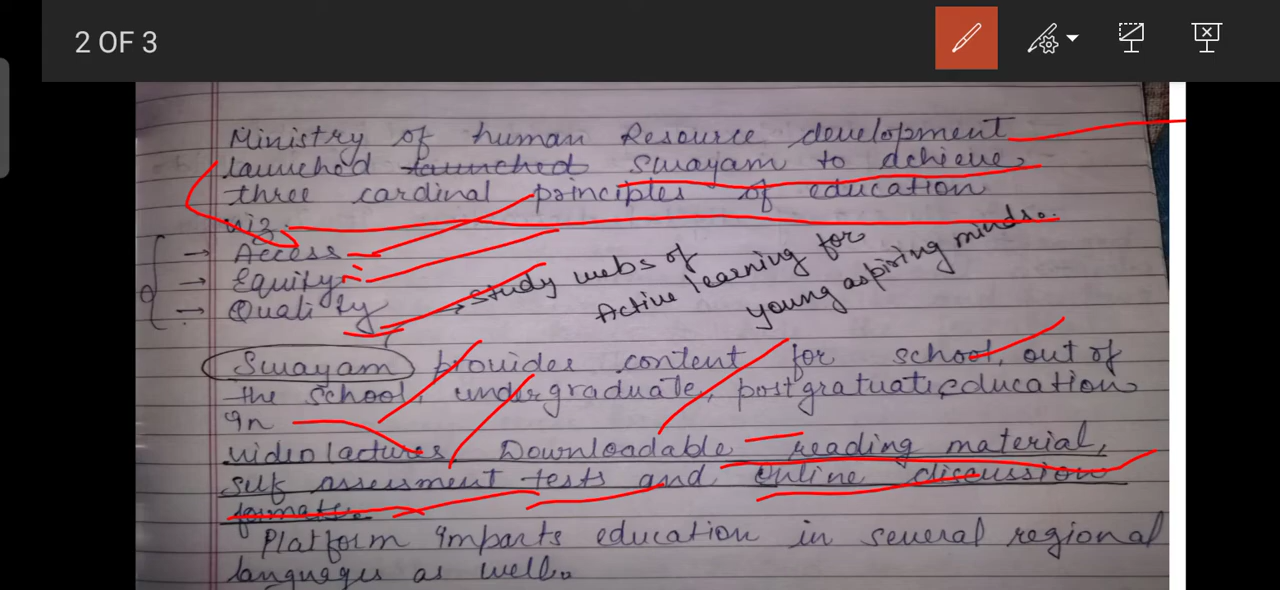 2 OF 3
Ministry of human Resource development
launched launched Swayam to achieve
three cardinal principles of education
viz.
→ Access
→ Equity
→ Quality
→ study webs of
Active learning for
young aspiring minds.
Swayam provides content for school, out of
the school, undergraduate, postgratuate education
in
video lactures, Downloadable reading material,
self assessment tests and online discussion
formats.
Platform imparts education in several regional
languages as well.